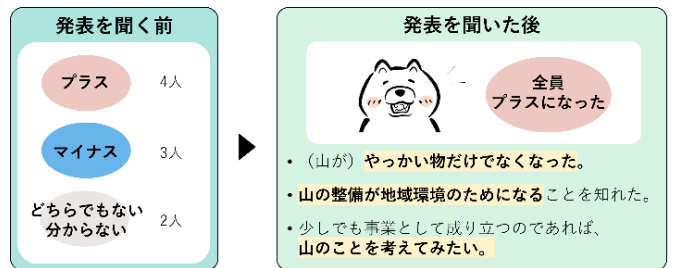 発表を聞く前
プラス 4人
マイナス 3人
どちらでもない
分からない 2人
発表を聞いた後
全員
プラスになった
・（山が）やっかい物だけでなくなった。
・山の整備が地域環境のためになることを知れた。
・少しでも事業として成り立つのであれば、
山のことを考えてみたい。